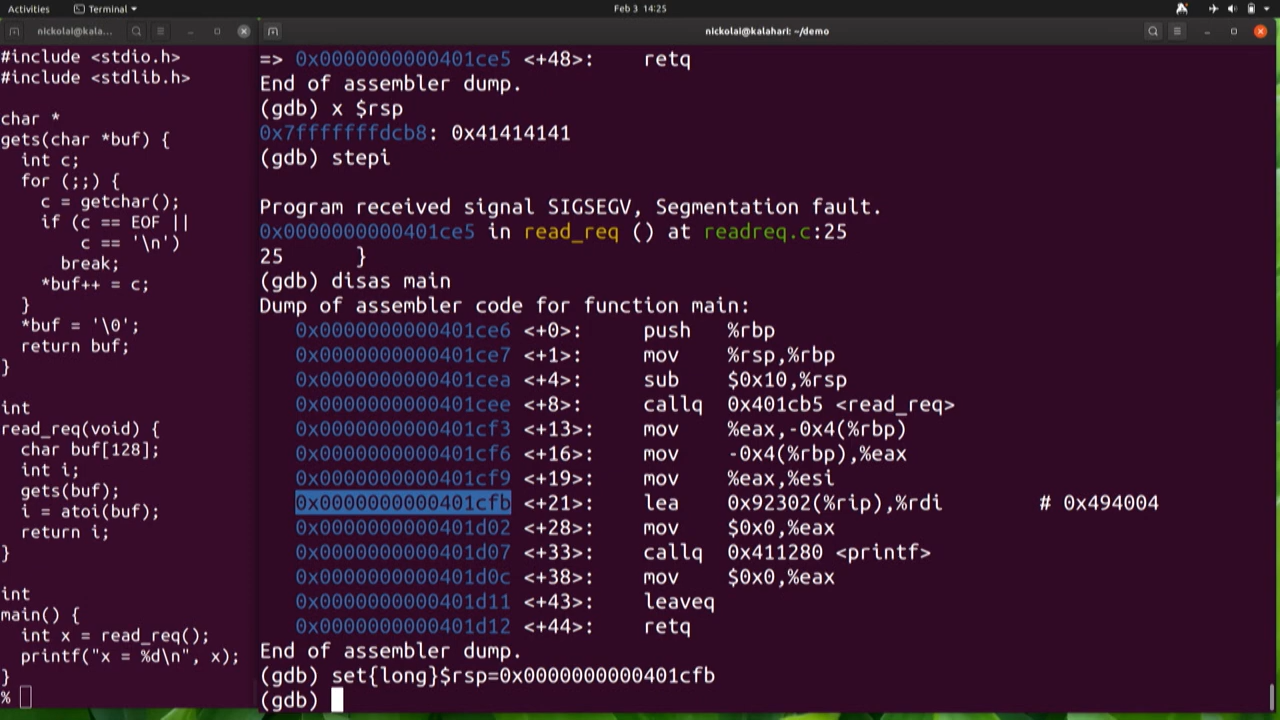 Activities
Terminal
Feb 3 14:25
nickolai@kala...
#include <stdio.h>
#include <stdlib.h>
char *
gets(char *buf) {
int c;
for (;;) {
c = getchar();
if (c == EOF ||
c == '\n')
break;
*buf++ = c;
}
*buf = '\0';
return buf;
}
int
read_req(void) {
char buf[128];
int i;
gets(buf);
i = atoi(buf);
return i;
}
int
main() {
int x = read_req();
printf("x = %d\n", x);
}
%
nickolai@kalahari: ~/demo
=> 0x0000000000401ce5 <+48>: retq
End of assembler dump.
(gdb) x $rsp
0x7fffffffdcb8: 0x41414141
(gdb) stepi
Program received signal SIGSEGV, Segmentation fault.
0x0000000000401ce5 in read_req () at readreq.c:25
25 }
(gdb) disas main
Dump of assembler code for function main:
0x0000000000401ce6 <+0>: push %rbp
0x0000000000401ce7 <+1>: mov %rsp,%rbp
0x0000000000401cea <+4>: sub $0x10,%rsp
0x0000000000401cee <+8>: callq 0x401cb5 <read_req>
0x0000000000401cf3 <+13>: mov %eax,-0x4(%rbp)
0x0000000000401cf6 <+16>: mov -0x4(%rbp),%eax
0x0000000000401cf9 <+19>: mov %eax,%esi
0x0000000000401cfb <+21>: lea 0x92302(%rip),%rdi # 0x494004
0x0000000000401d02 <+28>: mov $0x0,%eax
0x0000000000401d07 <+33>: callq 0x411280 <printf>
0x0000000000401d0c <+38>: mov $0x0,%eax
0x0000000000401d11 <+43>: leaveq
0x0000000000401d12 <+44>: retq
End of assembler dump.
(gdb) set{long}$rsp=0x0000000000401cfb
(gdb)